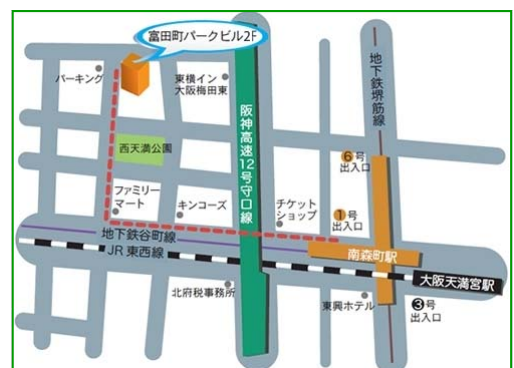 富田町パークビル2F
パーキング
東横イン
大阪梅田東
地下鉄堺筋線
阪神高速12号守口線
西天満公園
6号
出入口
ファミリー
マート
キンコーズ
チケット
ショップ
1号
出入口
地下鉄谷町線
JR東西線
南森町駅
大阪天満宮駅
北府税事務所
東興ホテル
3号
出入口